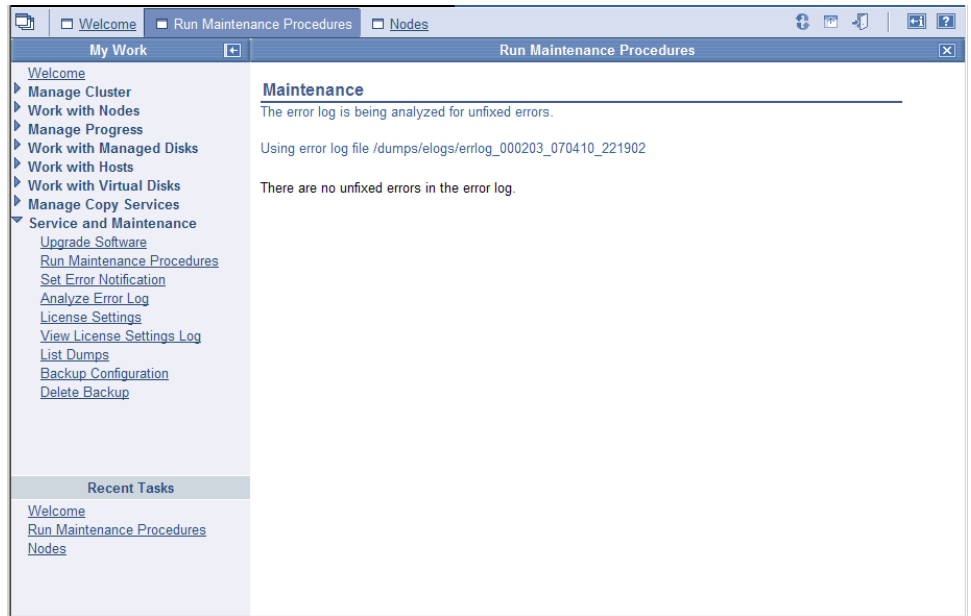 Welcome
Run Maintenance Procedures
Nodes
My Work
Run Maintenance Procedures
Welcome
Manage Cluster
Work with Nodes
Manage Progress
Work with Managed Disks
Work with Hosts
Work with Virtual Disks
Manage Copy Services
Service and Maintenance
Upgrade Software
Run Maintenance Procedures
Set Error Notification
Analyze Error Log
License Settings
View License Settings Log
List Dumps
Backup Configuration
Delete Backup
Recent Tasks
Welcome
Run Maintenance Procedures
Nodes
Maintenance
The error log is being analyzed for unfixed errors.
Using error log file /dumps/elogs/errlog_000203_070410_221902
There are no unfixed errors in the error log.